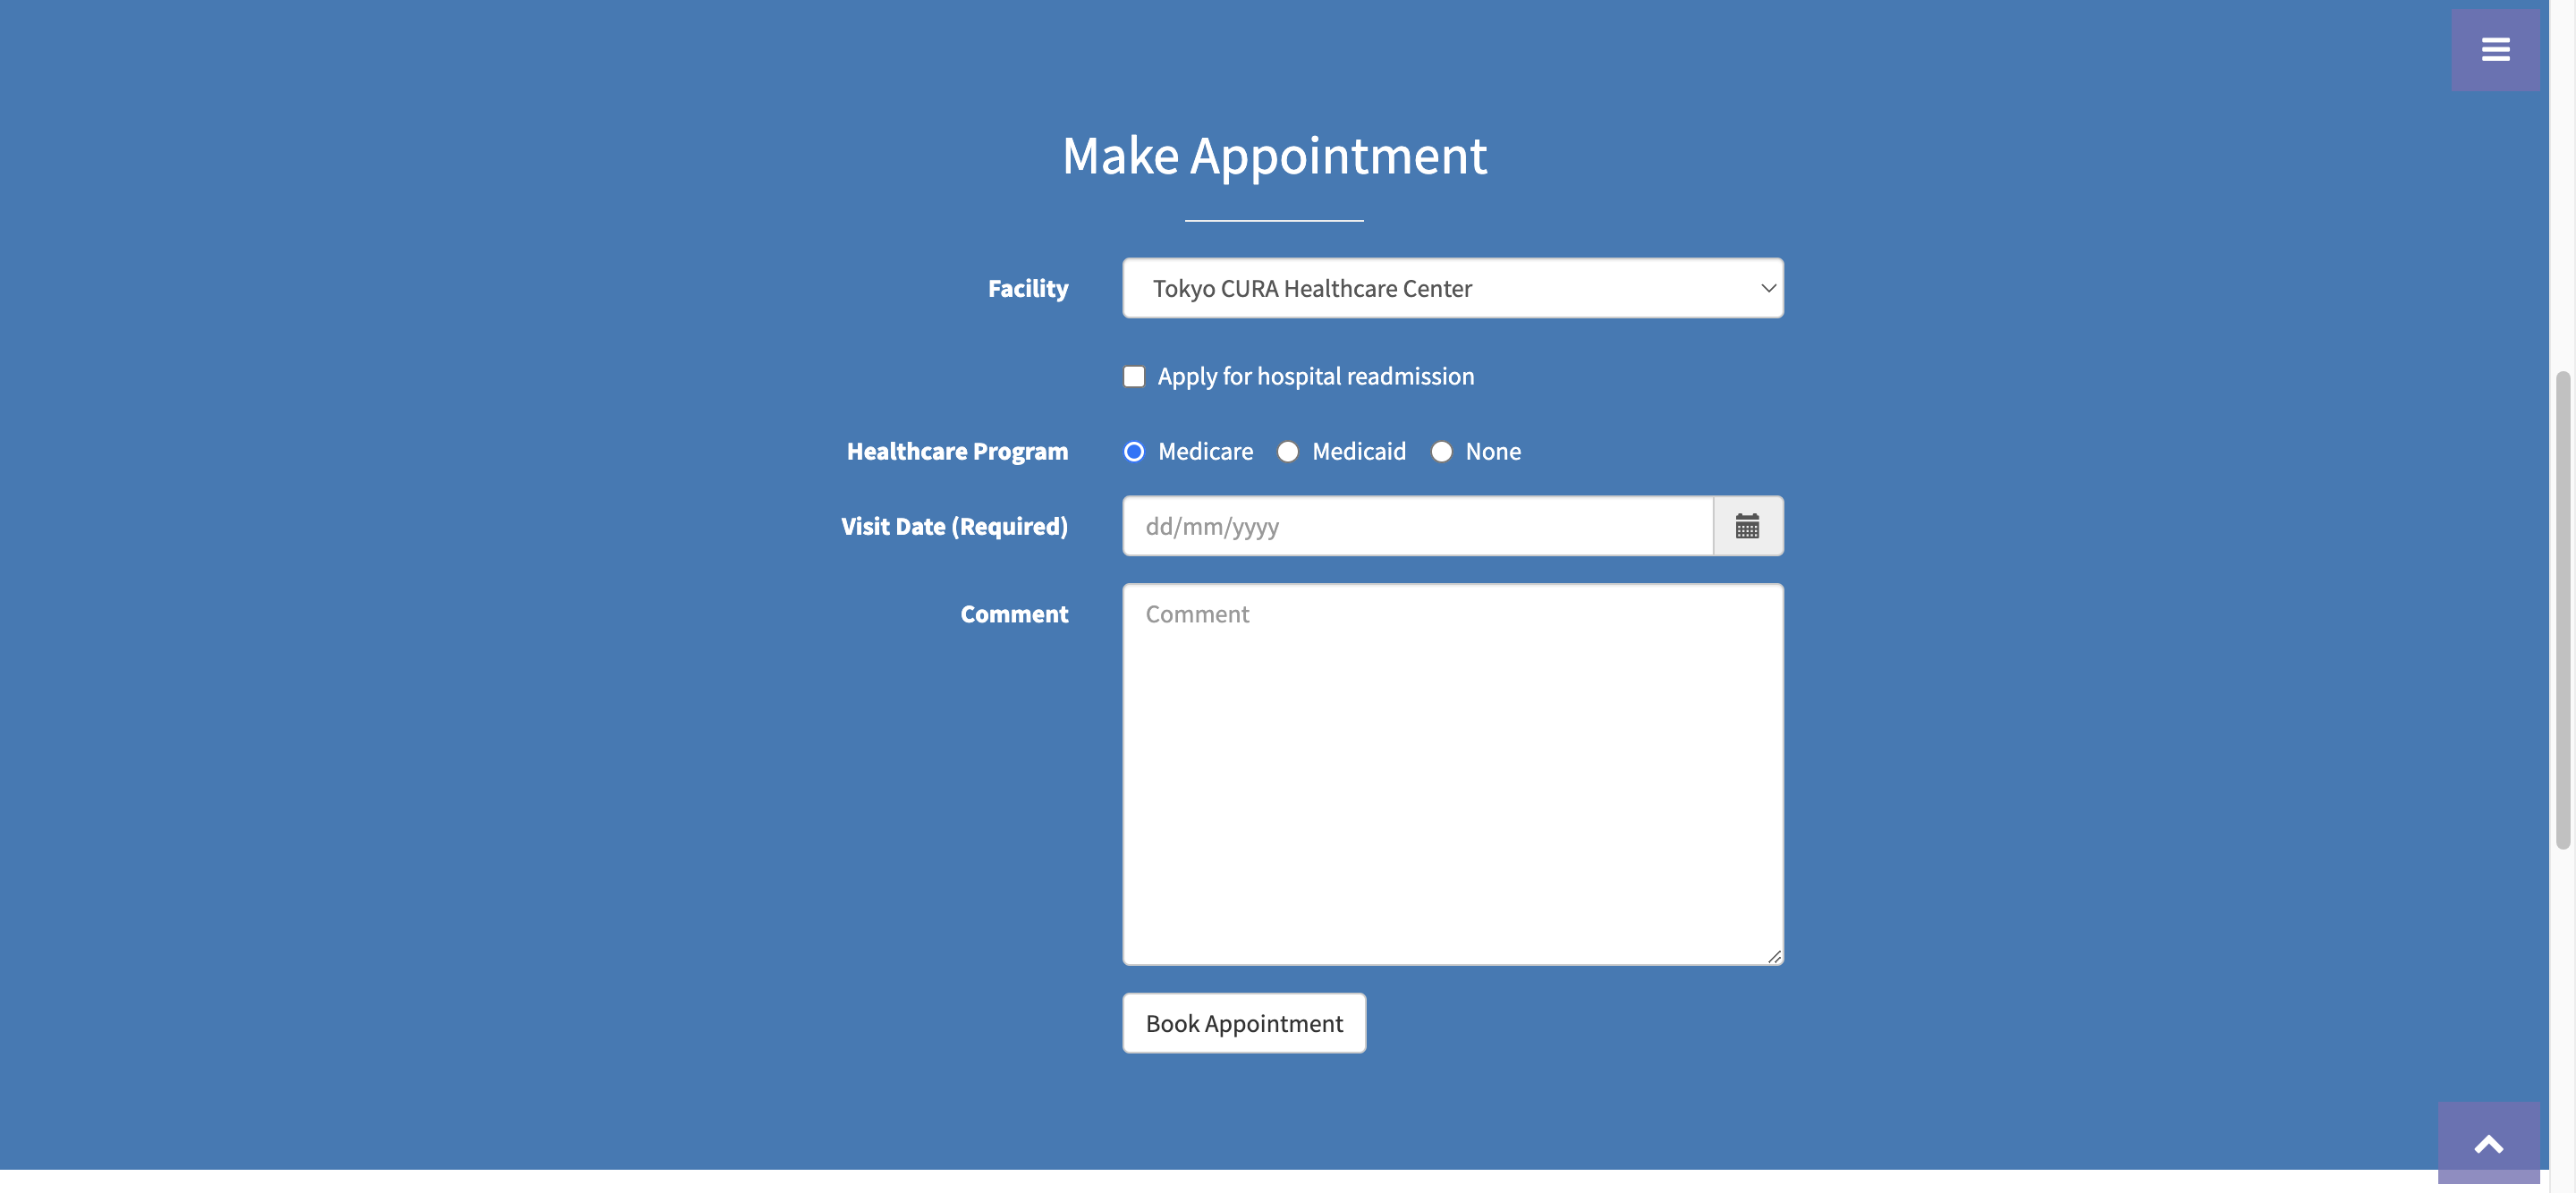 Make Appointment
Facility
Tokyo CURA Healthcare Center
Apply for hospital readmission
Healthcare Program
Medicare Medicaid None
Visit Date (Required)
dd/mm/yyyy
Comment
Comment
Book Appointment